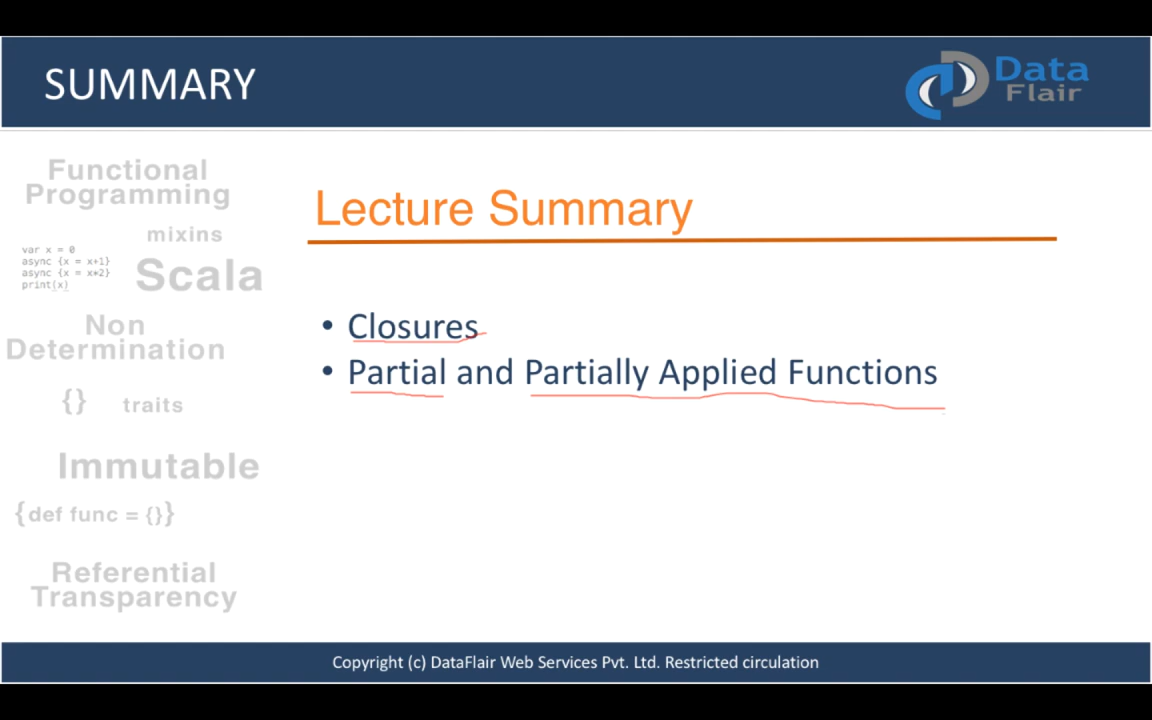 SUMMARY
Data
Flair
Functional
Programming
mixins
var x = 0
async {x = x+1}
async {x = x*2}
print(x)
Scala
Non
Determination
{} traits
Immutable
{def func = {}}
Referential
Transparency
Lecture Summary
• Closures
• Partial and Partially Applied Functions
Copyright (c) DataFlair Web Services Pvt. Ltd. Restricted circulation